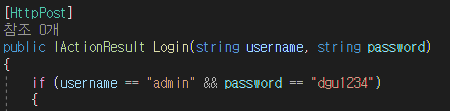 [HttpPost]
참조 0개
public IActionResult Login(string username, string password)
{
if (username == "admin" && password == "dgu1234")
{